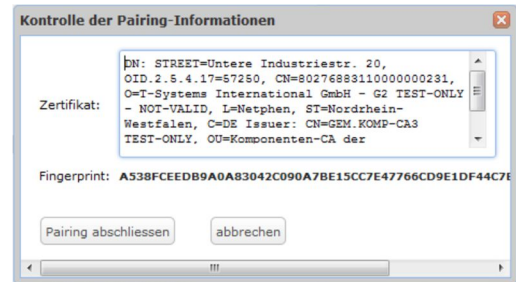 Kontrolle der Pairing-Informationen
Zertifikat:
DN: STREET=Untere Industriestr. 20,
OID.2.5.4.17=57250, CN=80276883110000000231,
O=T-Systems International GmbH - G2 TEST-ONLY
- NOT-VALID, L=Netphen, ST=Nordrhein-
Westfalen, C=DE Issuer: CN=GEM.KOMP-CA3
TEST-ONLY, OU=Komponenten-CA der
Fingerprint: A538FCEEDB9A0A83042C090A7BE15CC7E47766CD9E1DF44C7E
Pairing abschliessen
abbrechen